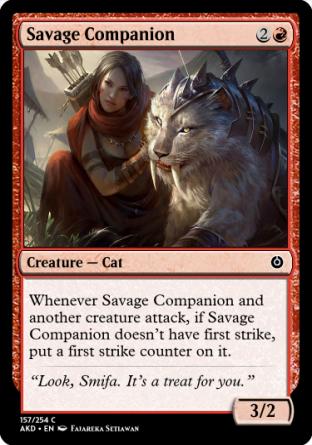 Savage Companion 2
Creature — Cat
Whenever Savage Companion and
another creature attack, if Savage
Companion doesn't have first strike,
put a first strike counter on it.
“Look, Smifa. It's a treat for you.”
3/2
157/254 C
AKD • EN Fajareka Setiawan